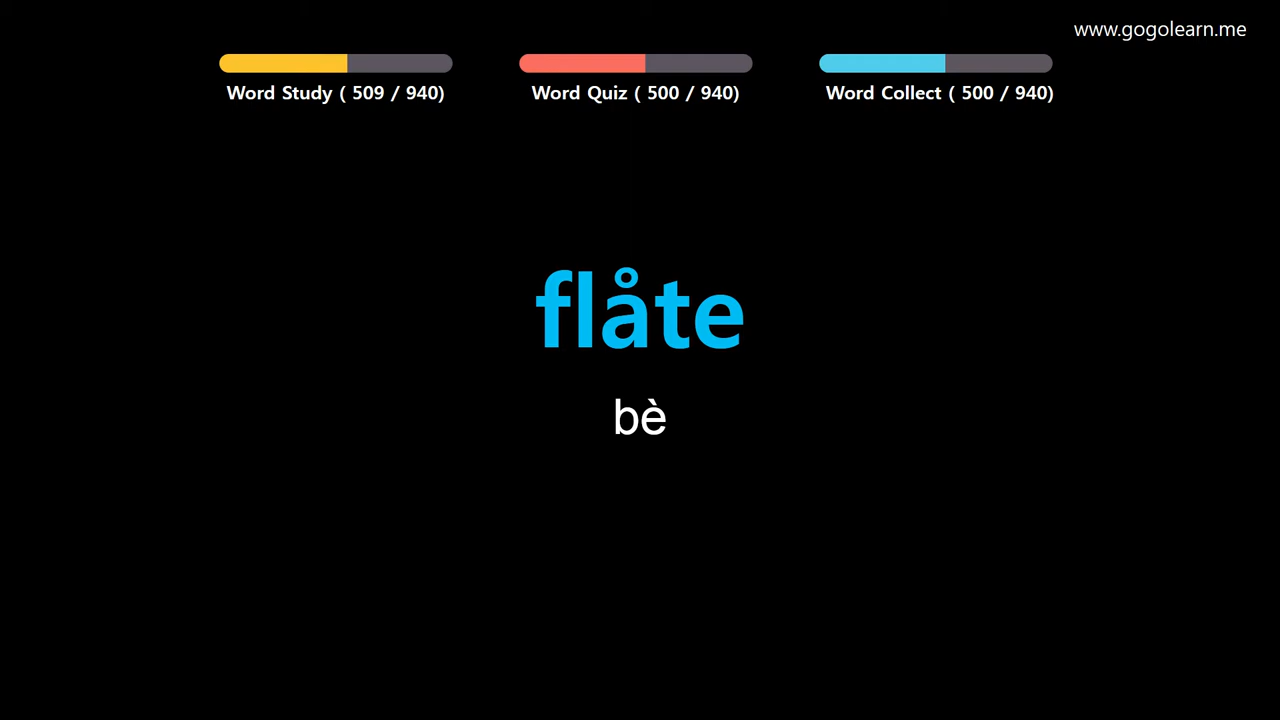 www.gogolearn.me
Word Study ( 509 / 940)
Word Quiz ( 500 / 940)
Word Collect ( 500 / 940)
flåte
bè